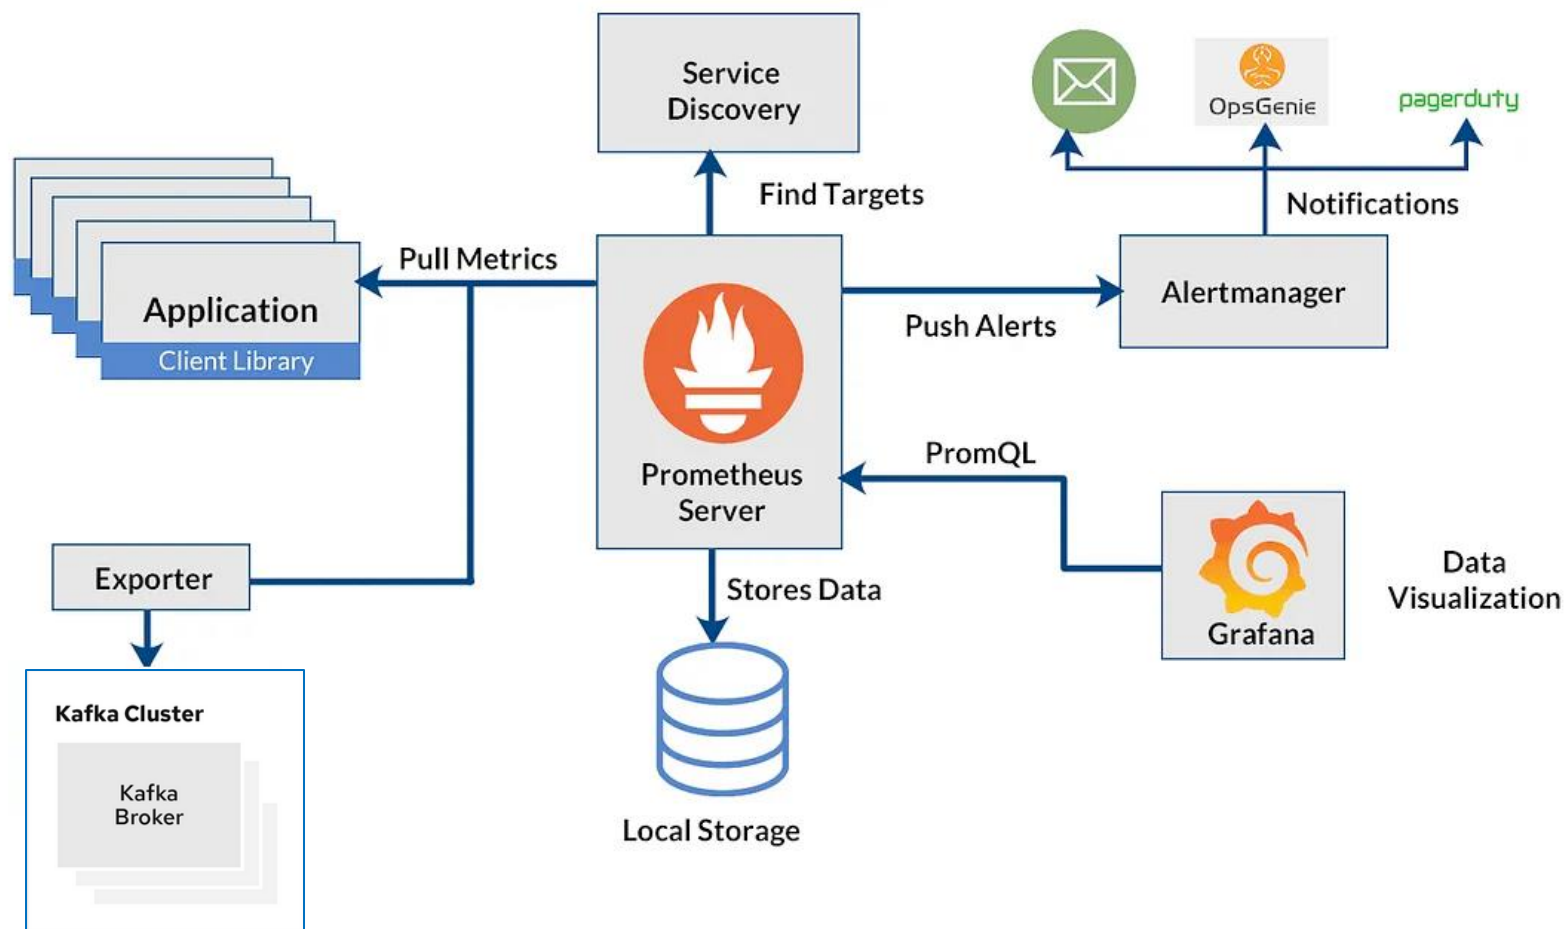 Service
Discovery
OpsGenie
pagerduty
Find Targets
Notifications
Pull Metrics
Application
Client Library
Push Alerts
Alertmanager
Prometheus
Server
PromQL
Exporter
Stores Data
Grafana
Data
Visualization
Kafka Cluster
Kafka
Broker
Local Storage